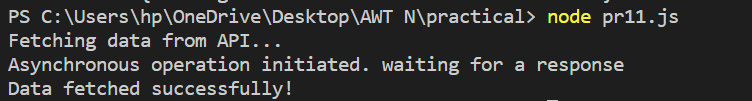 PS C:\Users\hp\OneDrive\Desktop\AWT N\practical> node pr11.js
Fetching data from API...
Asynchronous operation initiated. waiting for a response
Data fetched successfully!